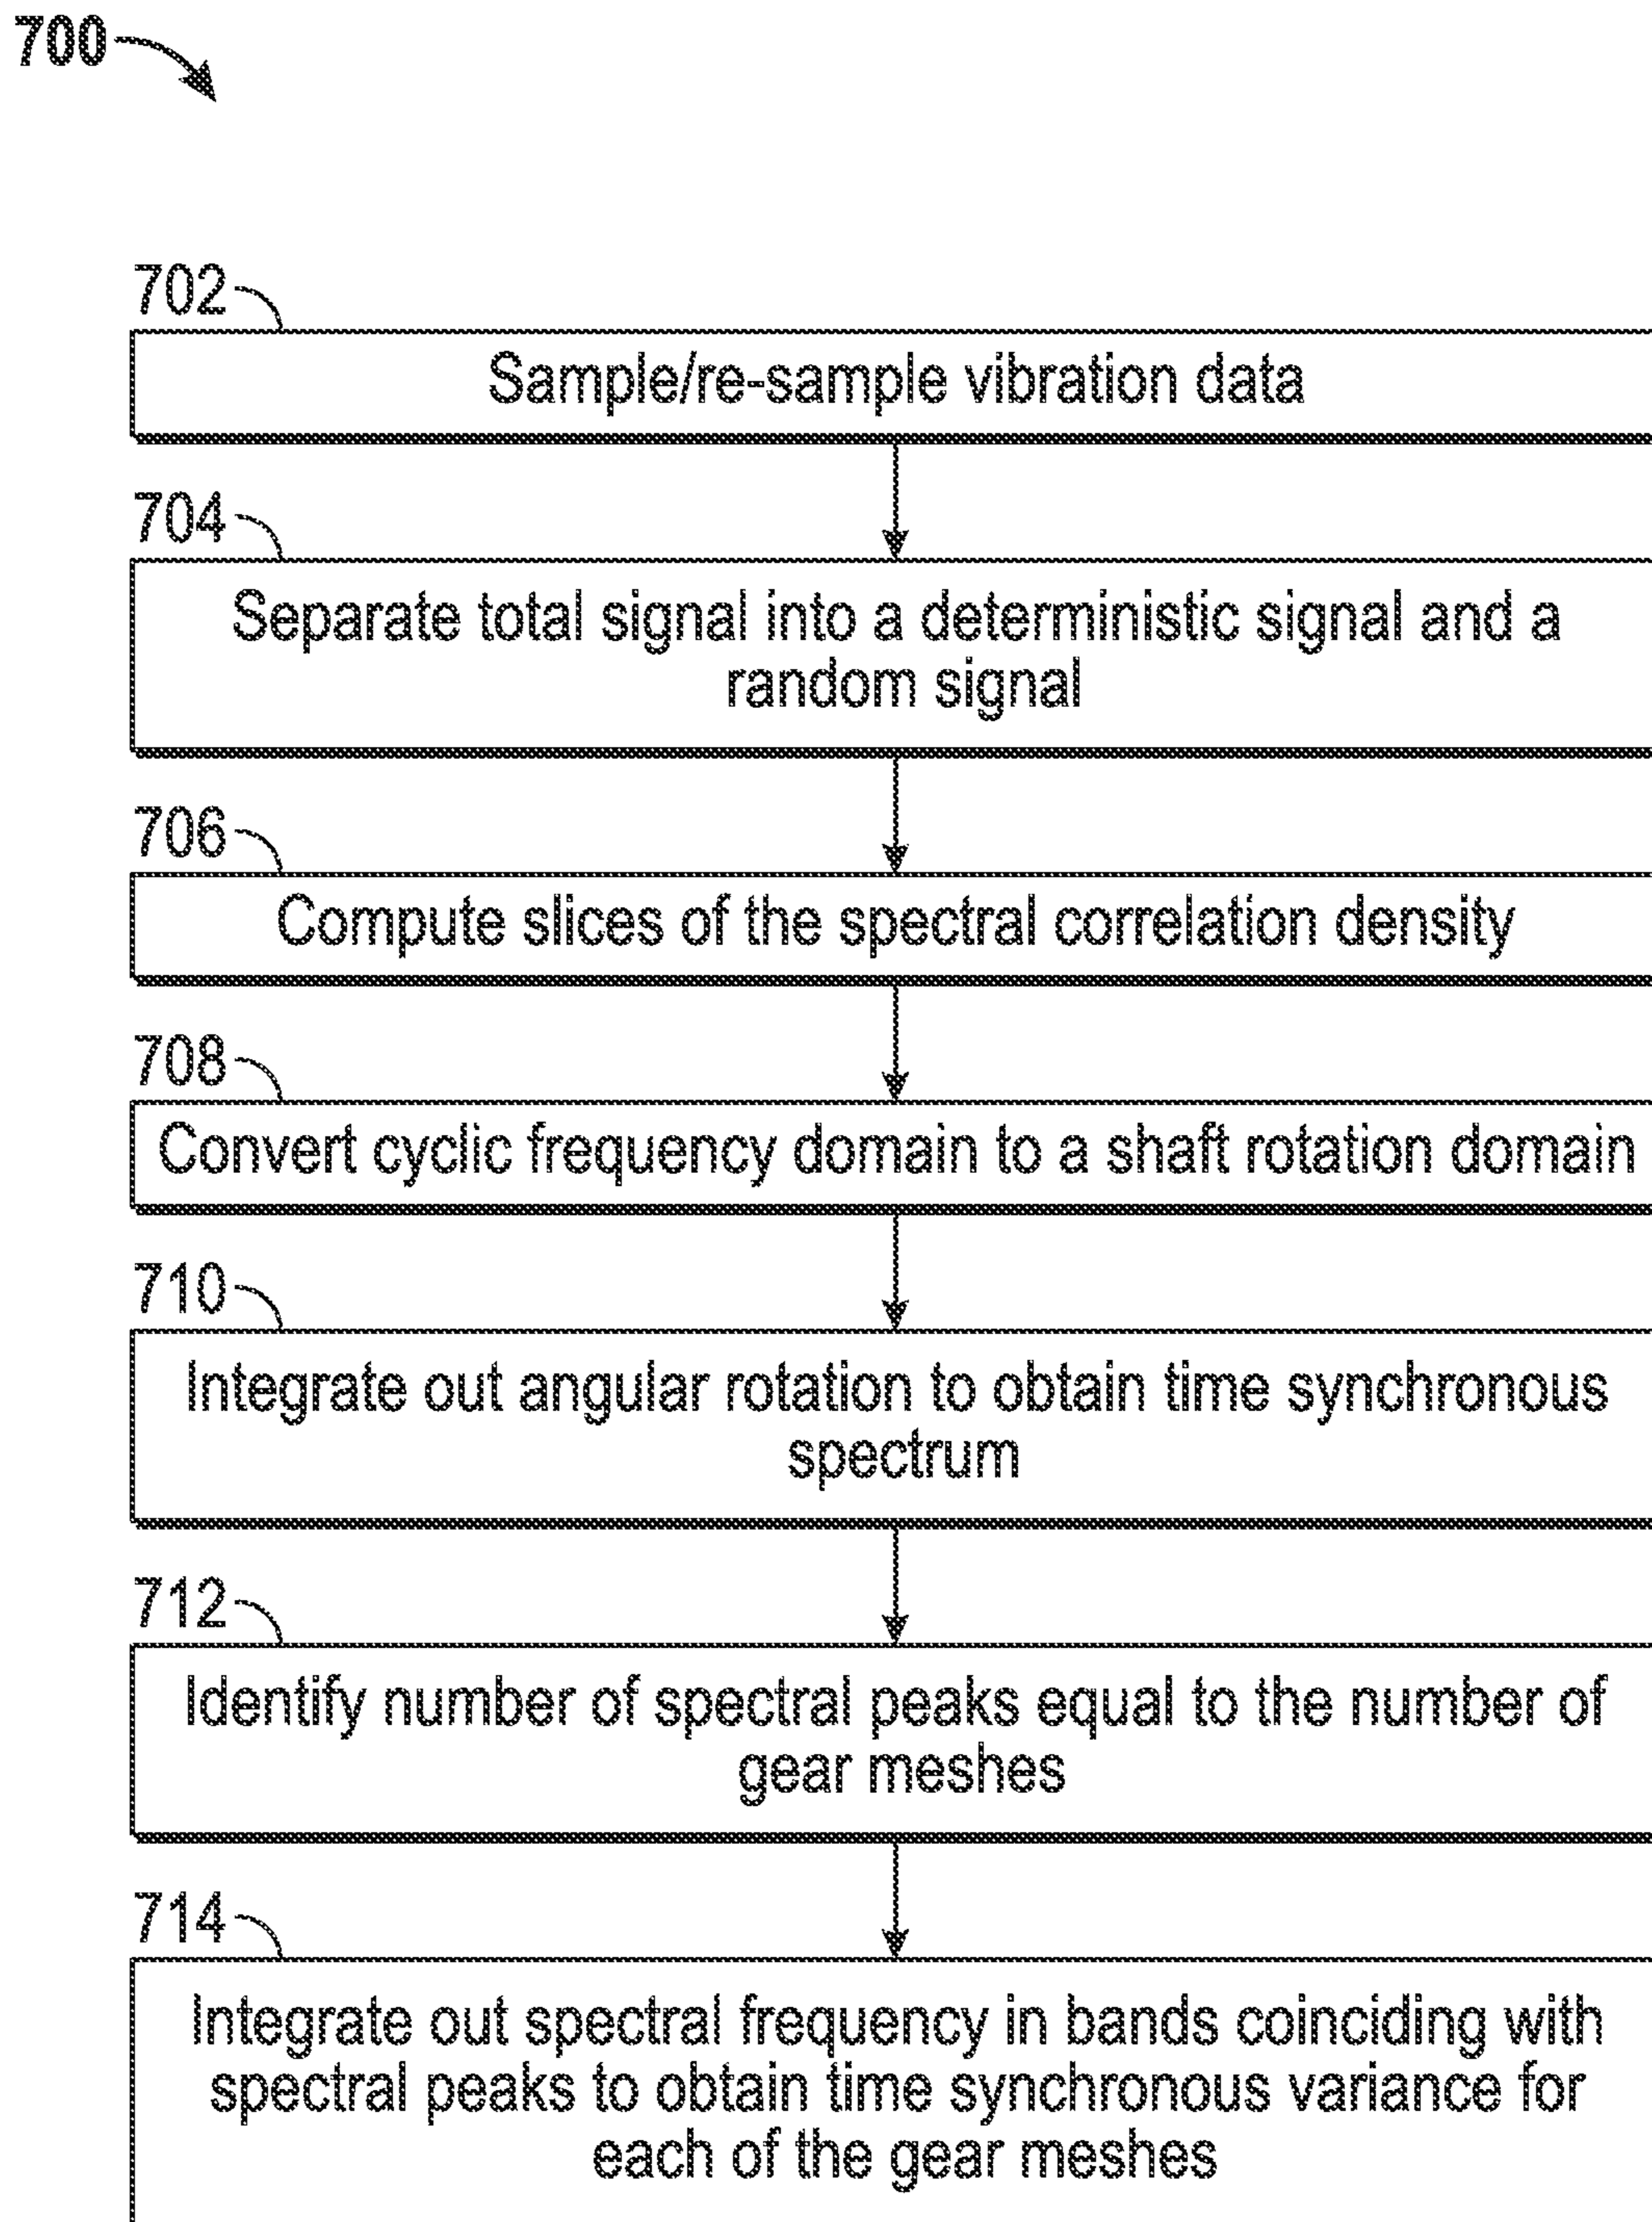 700
702
Sample/re-sample vibration data
704
Separate total signal into a deterministic signal and a
random signal
706
Compute slices of the spectral correlation density
708
Convert cyclic frequency domain to a shaft rotation domain
710
Integrate out angular rotation to obtain time synchronous
spectrum
712
Identify number of spectral peaks equal to the number of
gear meshes
714
Integrate out spectral frequency in bands coinciding with
spectral peaks to obtain time synchronous variance for
each of the gear meshes